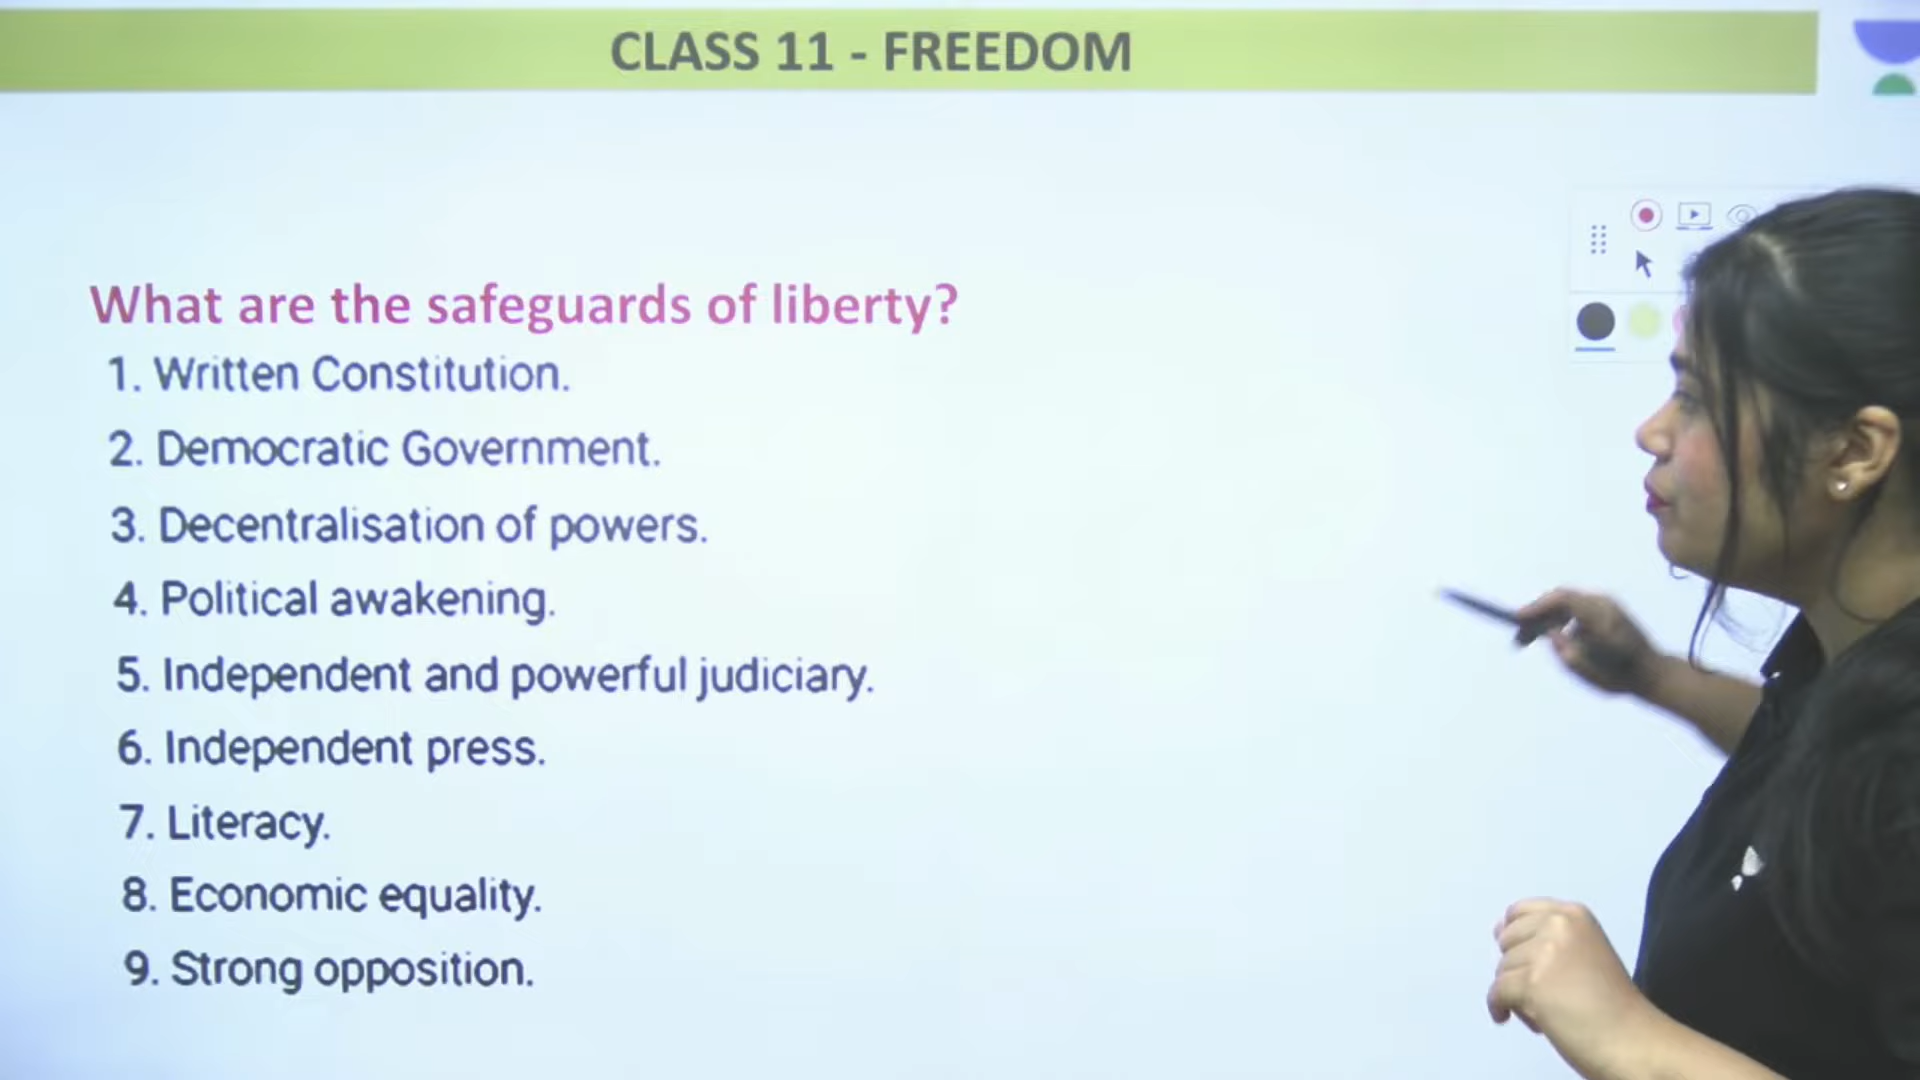 CLASS 11 - FREEDOM
What are the safeguards of liberty?
1. Written Constitution.
2. Democratic Government.
3. Decentralisation of powers.
4. Political awakening.
5. Independent and powerful judiciary.
6. Independent press.
7. Literacy.
8. Economic equality.
9. Strong opposition.